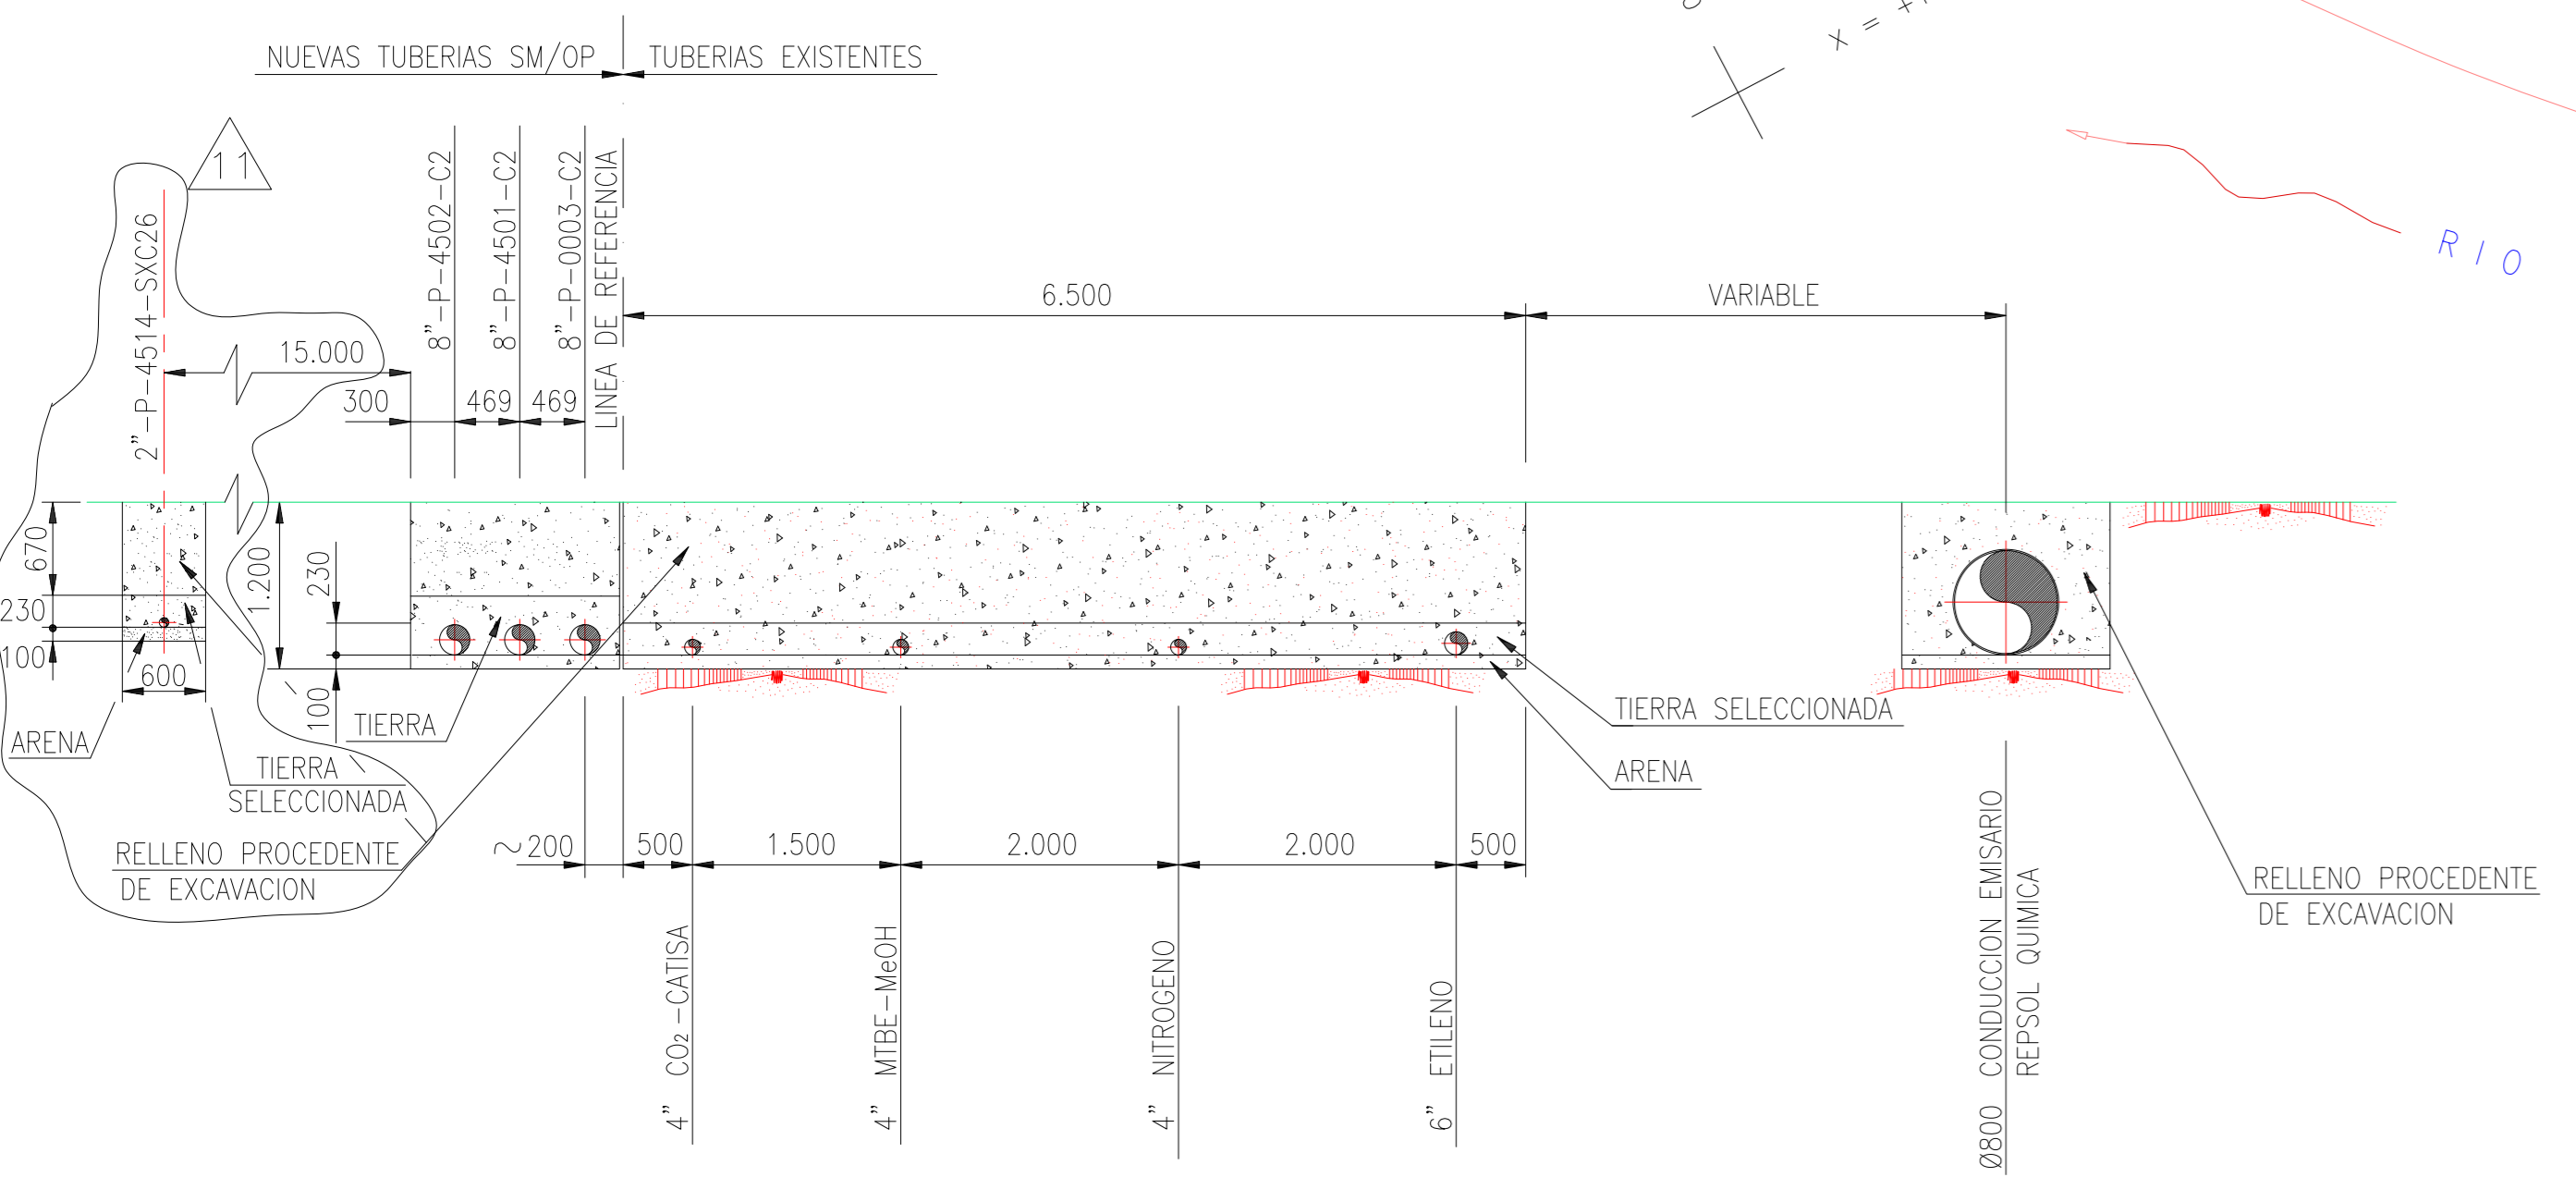 NUEVAS TUBERIAS SM/OP
TUBERIAS EXISTENTES
11
2"-P-4514-SXC26
8"-P-4502-C2
8"-P-4501-C2
8"-P-0003-C2
LINEA DE REFERENCIA
15.000
300
469
469
6.500
VARIABLE
RIO
670
230
100
600
1.200
230
100
ARENA
TIERRA
SELECCIONADA
TIERRA
RELLENO PROCEDENTE
DE EXCAVACION
~200
500
1.500
2.000
2.000
500
TIERRA SELECCIONADA
ARENA
4" CO2-CATISA
4" MTBE-MeOH
4" NITROGENO
6" ETILENO
Ø800 CONDUCCION EMISARIO
REPSOL QUIMICA
RELLENO PROCEDENTE
DE EXCAVACION